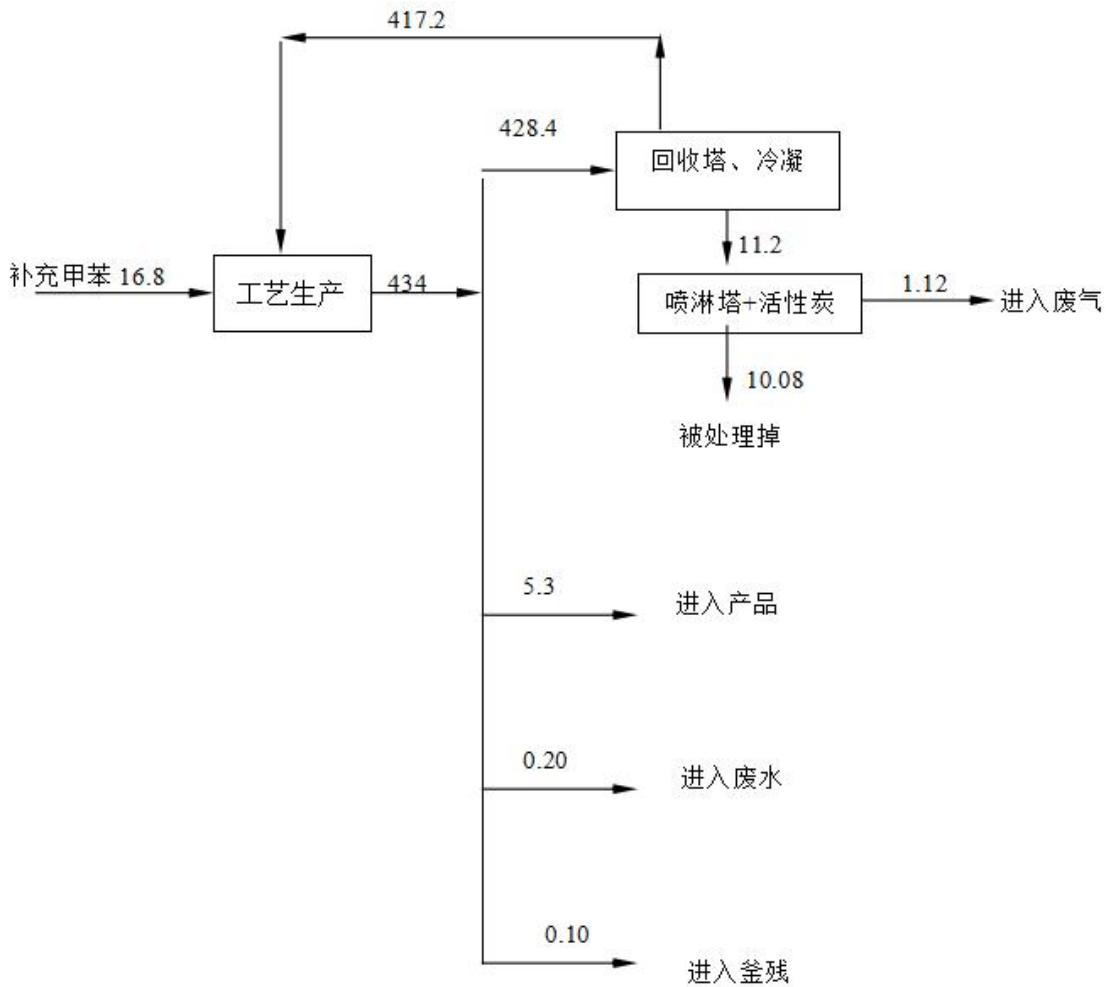 417.2
428.4
回收塔、冷凝
11.2
补充甲苯 16.8
工艺生产
434
喷淋塔+活性炭
1.12
进入废气
10.08
被处理掉
5.3
进入产品
0.20
进入废水
0.10
进入釜残